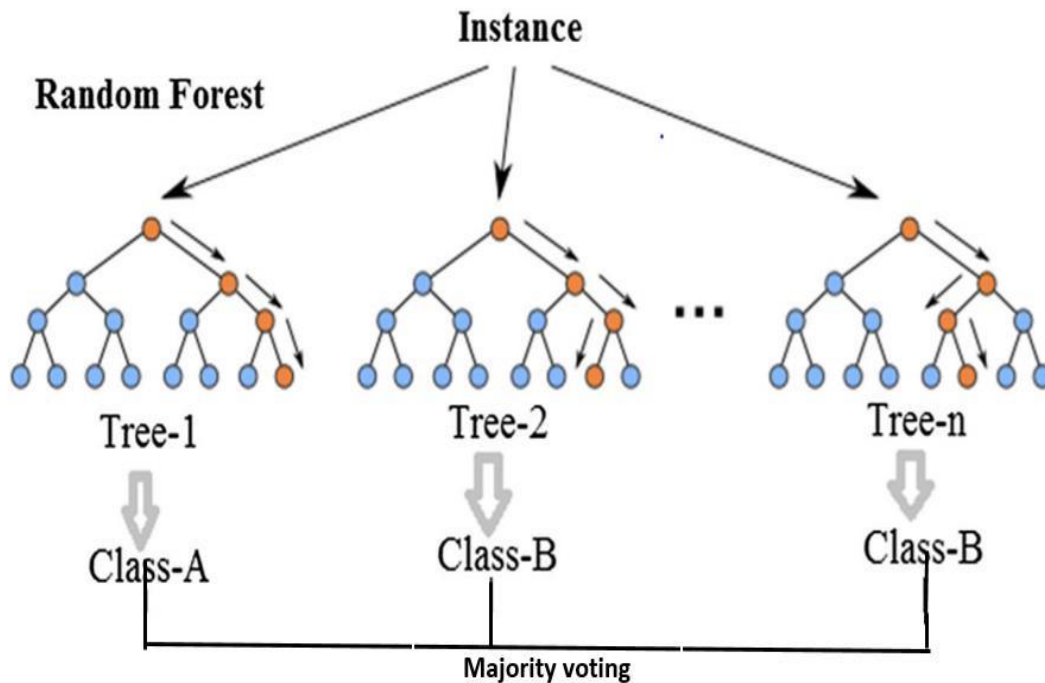 Instance
Random Forest
...
Tree-1
Tree-2
Tree-n
Class-A
Class-B
Class-B
Majority voting